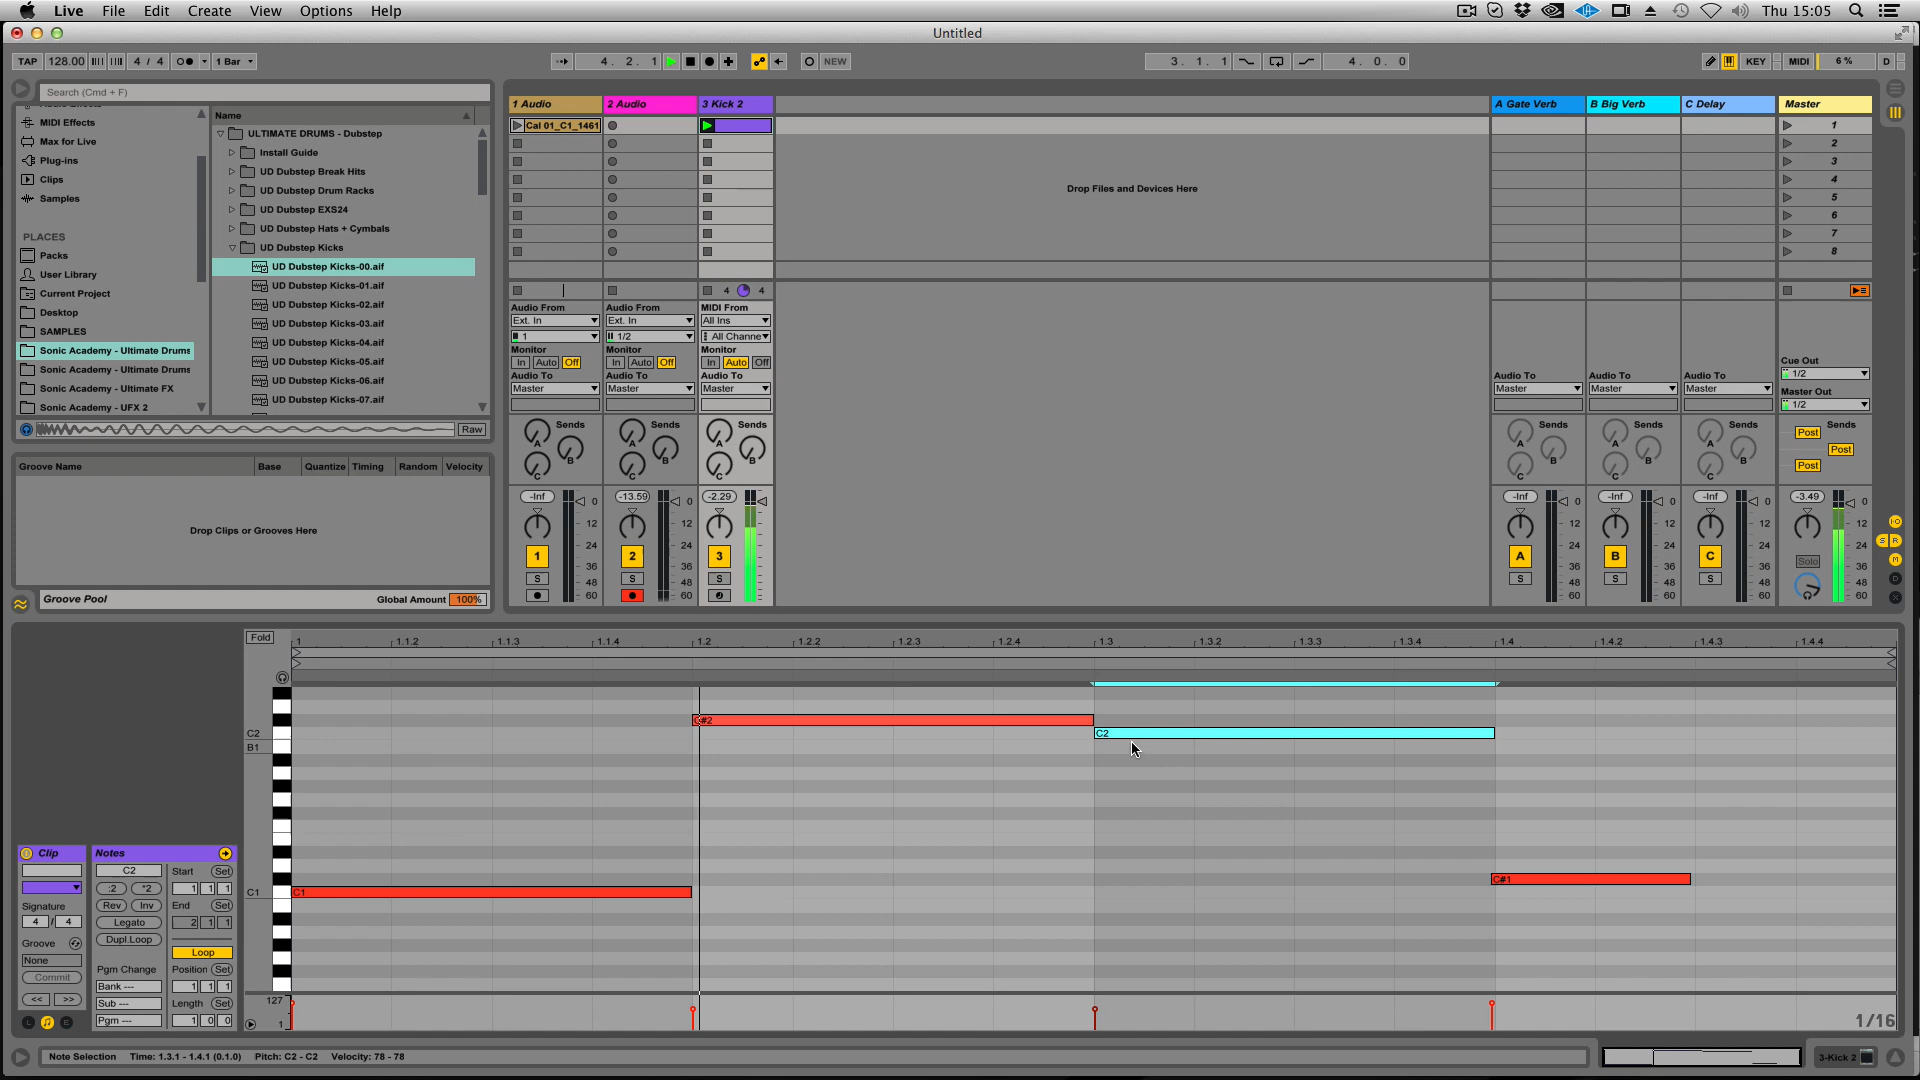 Live File Edit Create View Options Help Thu 15:05
Untitled
TAP 128.00 4 / 4 1 Bar 4. 2. 1 NEW 3. 1. 1 4. 0. 0 KEY MIDI 6 % D
Search (Cmd + F)
MIDI Effects
Max for Live
Plug-ins
Clips
Samples
PLACES
Packs
User Library
Current Project
Desktop
SAMPLES
Sonic Academy - Ultimate Drums
Sonic Academy - Ultimate Drums
Sonic Academy - Ultimate FX
Sonic Academy - UFX 2
Name
ULTIMATE DRUMS - Dubstep
Install Guide
UD Dubstep Break Hits
UD Dubstep Drum Racks
UD Dubstep EXS24
UD Dubstep Hats + Cymbals
UD Dubstep Kicks
UD Dubstep Kicks-00.aif
UD Dubstep Kicks-01.aif
UD Dubstep Kicks-02.aif
UD Dubstep Kicks-03.aif
UD Dubstep Kicks-04.aif
UD Dubstep Kicks-05.aif
UD Dubstep Kicks-06.aif
UD Dubstep Kicks-07.aif
Raw
Groove Name Base Quantize Timing Random Velocity
Drop Clips or Grooves Here
Groove Pool Global Amount 100%
1 Audio 2 Audio 3 Kick 2 A Gate Verb B Big Verb C Delay Master
Cal 01_C1_1461 1
2
3
Drop Files and Devices Here
4
5
6
7
8
4 4
Audio From Audio From MIDI From
Ext. In Ext. In All Ins
1 1/2 All Channe
Monitor Monitor Monitor
In Auto Off In Auto Off In Auto Off
Audio To Audio To Audio To Audio To Audio To Audio To
Master Master Master Master Master Master
Cue Out
1/2
Master Out
1/2
Sends Sends Sends Sends Sends Sends Sends
A B C A B C A B C A B C A B C A B C Post Post Post
-Inf -13.59 -2.29 -Inf -Inf -Inf -3.49
0 0 0 0 0 0 0
12 12 12 12 12 12
24 24 24 24 24 24
1 2 3 A B C Solo
36 36 36 36 36 36
S S S S S S
48 48 48 48 48 48
60 60 60 60 60 60
Fold 1 1.1.2 1.1.3 1.1.4 1.2 1.2.2 1.2.3 1.2.4 1.3 1.3.2 1.3.3 1.3.4 1.4 1.4.2 1.4.3 1.4.4
C#2
C2 C2
B1
C#1
C1 C1
127
1
1/16
Clip
Signature
4 / 4
Groove
None
Commit
<< >>
L E
Notes
C2
:2 *2
Rev Inv
Legato
Dupl.Loop
Pgm Change
Bank ---
Sub ---
Pgm ---
Start Set
1 1 1
End Set
2 1 1
Loop
Position Set
1 1 1
Length Set
1 0 0
Note Selection Time: 1.3.1 - 1.4.1 (0.1.0) Pitch: C2 - C2 Velocity: 78 - 78
3-Kick 2